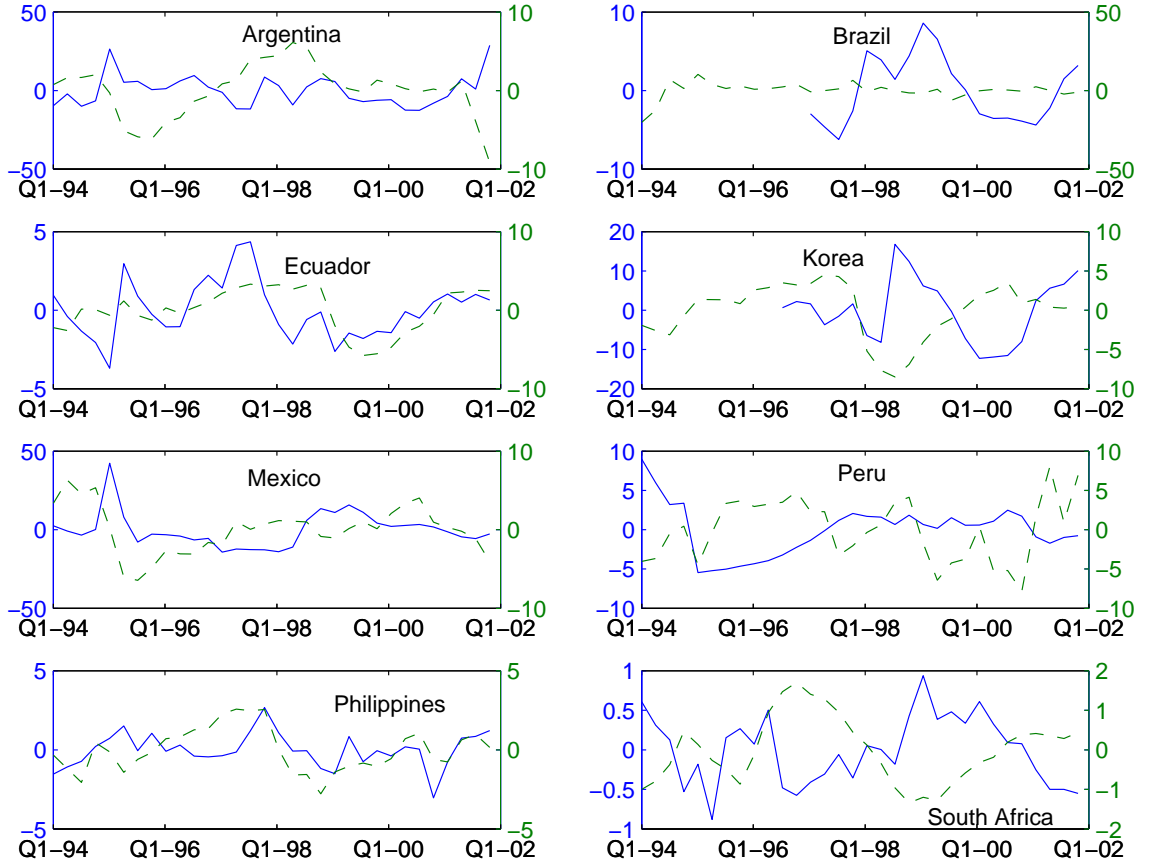 50
10
Argentina
0
0
−50
−10
Q1−94
Q1−96
Q1−98
Q1−00
Q1−02
10
50
Brazil
0
0
10
−50
Q1−94
Q1−96
Q1−98
Q1−00
Q1−02
5
10
Ecuador
5
0
0
−5
−5
−10
Q1−94
Q1−96
Q1−98
Q1−00
Q1−02
20
10
Korea
10
5
0
0
−10
−5
−20
−10
Q1−94
Q1−96
Q1−98
Q1−00
Q1−02
50
10
Mexico
5
0
0
−5
−50
−10
Q1−94
Q1−96
Q1−98
Q1−00
Q1−02
10
10
Peru
5
5
0
0
−5
−5
−10
−10
Q1−94
Q1−96
Q1−98
Q1−00
Q1−02
5
5
Philippines
0
0
−5
−5
Q1−94
Q1−96
Q1−98
Q1−00
Q1−02
1
2
0.5
1
0
0
−0.5
−1
South Africa
−1
−2
Q1−94
Q1−96
Q1−98
Q1−00
Q1−02